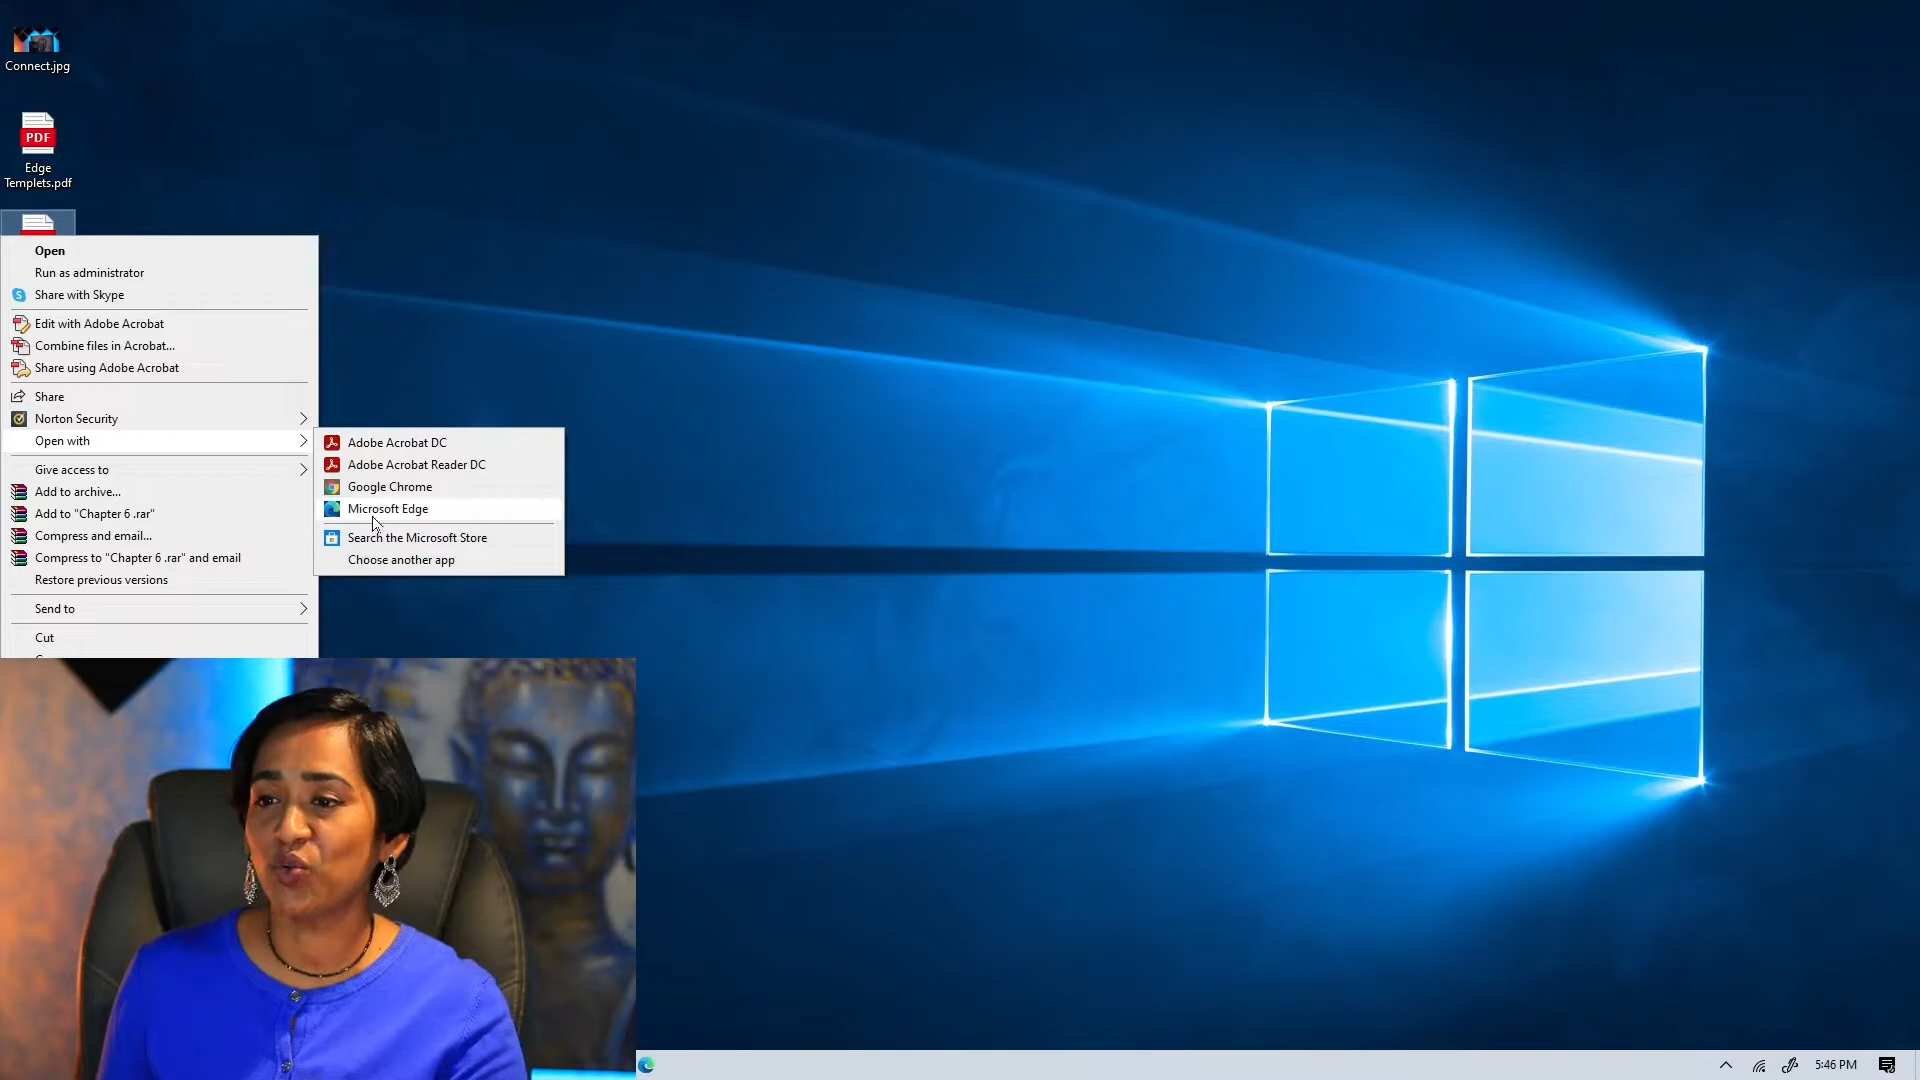 Connect.jpg
PDF
Edge
Templets.pdf
Open
Run as administrator
Share with Skype
Edit with Adobe Acrobat
Combine files in Acrobat...
Share using Adobe Acrobat
Share
Norton Security
Open with
Adobe Acrobat DC
Adobe Acrobat Reader DC
Google Chrome
Microsoft Edge
Search the Microsoft Store
Choose another app
Give access to
Add to archive...
Add to "Chapter 6 .rar"
Compress and email...
Compress to "Chapter 6 .rar" and email
Restore previous versions
Send to
Cut
5:46 PM